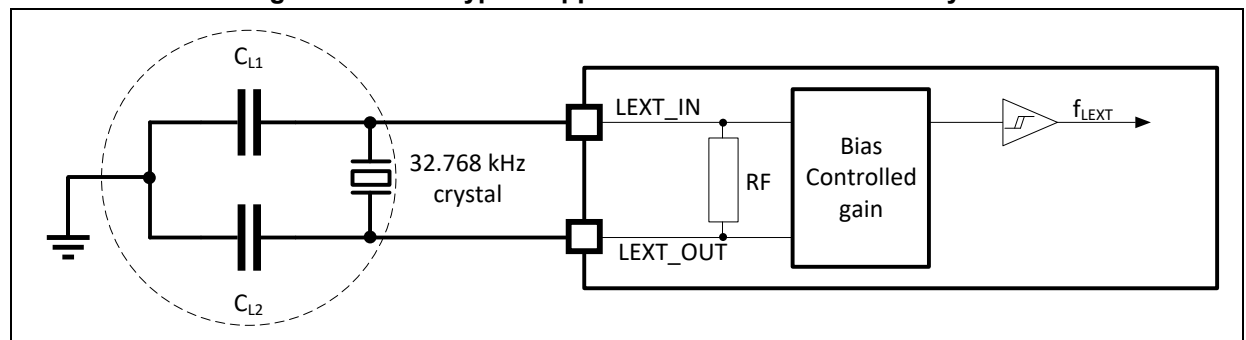 C_L1
LEXT_IN
f_LEXT
32.768 kHz
crystal
RF
Bias
Controlled
gain
LEXT_OUT
C_L2